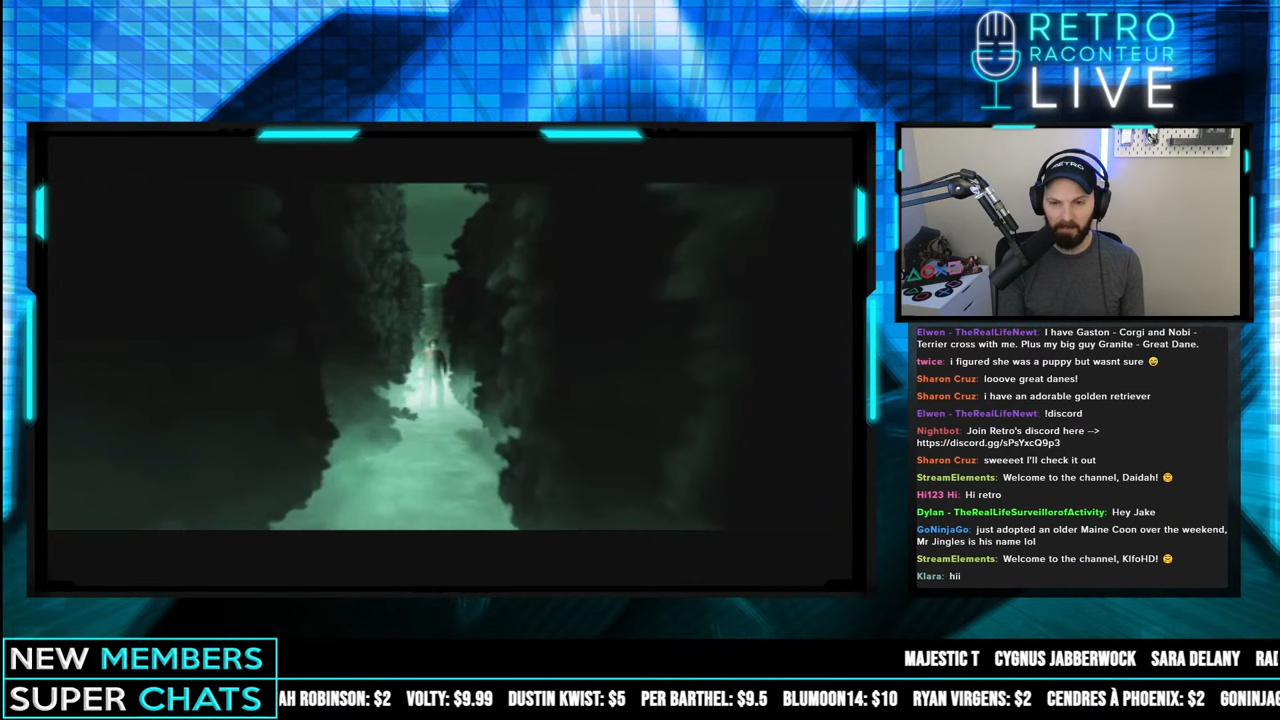 RETRO
RACONTEUR
LIVE
RETRO
Elwen - TheRealLifeNewt: I have Gaston - Corgi and Nobi -
Terrier cross with me. Plus my big guy Granite - Great Dane.
twice: i figured she was a puppy but wasnt sure 😅
Sharon Cruz: looove great danes!
Sharon Cruz: i have an adorable golden retriever
Elwen - TheRealLifeNewt: !discord
Nightbot: Join Retro's discord here -->
https://discord.gg/sPsYxcQ9p3
Sharon Cruz: sweeeet I'll check it out
StreamElements: Welcome to the channel, Daidah! 🤗
Hi123 Hi: Hi retro
Dylan - TheRealLifeSurveillorofActivity: Hey Jake
GoNinjaGo: just adopted an older Maine Coon over the weekend,
Mr Jingles is his name lol
StreamElements: Welcome to the channel, KlfoHD! 🤗
Klara: hii
NEW MEMBERS
MAJESTIC T CYGNUS JABBERWOCK SARA DELANY RAI
SUPER CHATS
AH ROBINSON: $2 VOLTY: $9.99 DUSTIN KWIST: $5 PER BARTHEL: $9.5 BLUMOON14: $10 RYAN VIRGENS: $2 CENDRES À PHOENIX: $2 GONINJAG